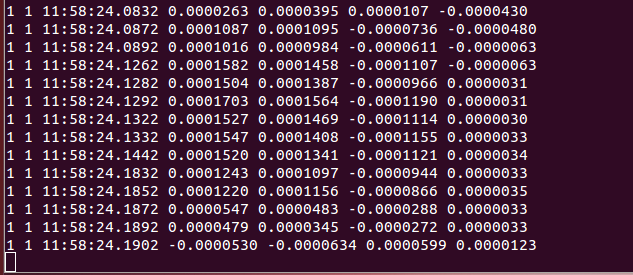 1 1 11:58:24.0832 0.0000263 0.0000395 0.0000107 -0.0000430
1 1 11:58:24.0872 0.0001087 0.0001095 -0.0000736 -0.0000480
1 1 11:58:24.0892 0.0001016 0.0000984 -0.0000611 -0.0000063
1 1 11:58:24.1262 0.0001582 0.0001458 -0.0001107 -0.0000063
1 1 11:58:24.1282 0.0001504 0.0001387 -0.0000966 0.0000031
1 1 11:58:24.1292 0.0001703 0.0001564 -0.0001190 0.0000031
1 1 11:58:24.1322 0.0001527 0.0001469 -0.0001114 0.0000030
1 1 11:58:24.1332 0.0001547 0.0001408 -0.0001155 0.0000033
1 1 11:58:24.1442 0.0001520 0.0001341 -0.0001121 0.0000034
1 1 11:58:24.1832 0.0001243 0.0001097 -0.0000944 0.0000033
1 1 11:58:24.1852 0.0001220 0.0001156 -0.0000866 0.0000035
1 1 11:58:24.1872 0.0000547 0.0000483 -0.0000288 0.0000033
1 1 11:58:24.1892 0.0000479 0.0000345 -0.0000272 0.0000033
1 1 11:58:24.1902 -0.0000530 -0.0000634 0.0000599 0.0000123